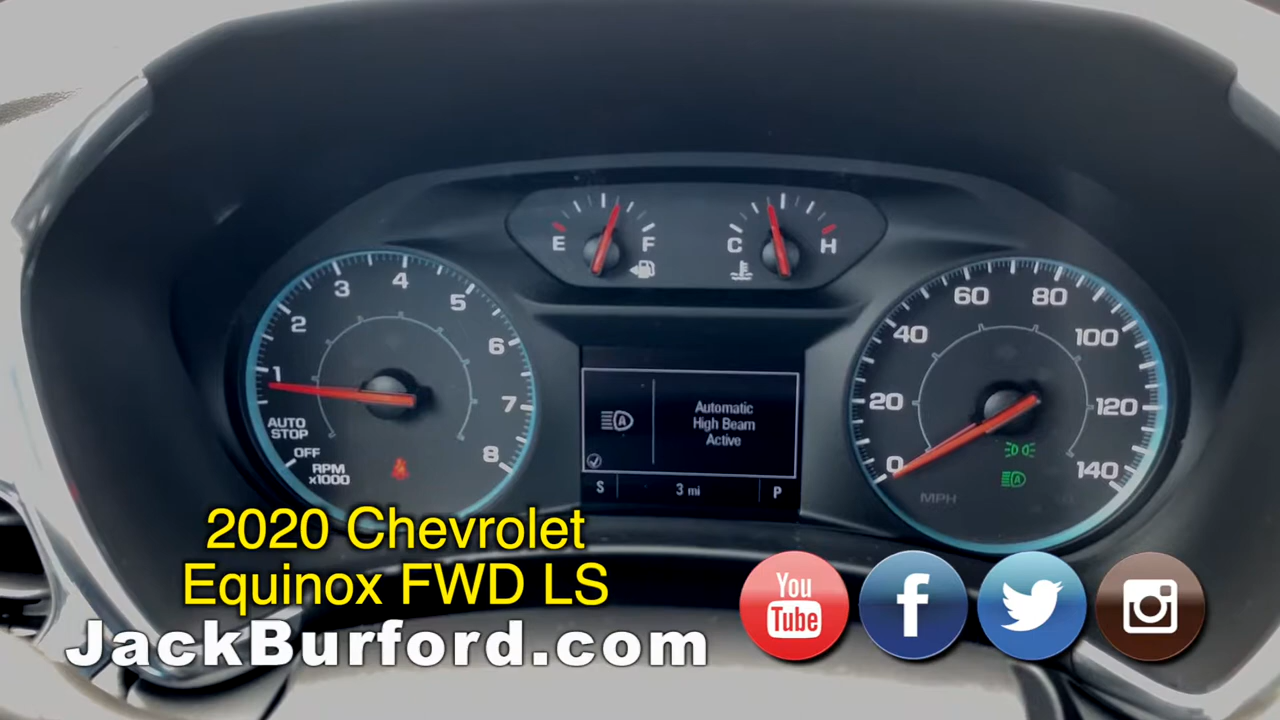 E F
C H
1 2 3 4 5 6 7 8
AUTO
STOP
OFF
RPM
x1000
Automatic
High Beam
Active
S 3 mi P
0 20 40 60 80 100 120 140
A
MPH
2020 Chevrolet
Equinox FWD LS
JackBurford.com
You
Tube
f